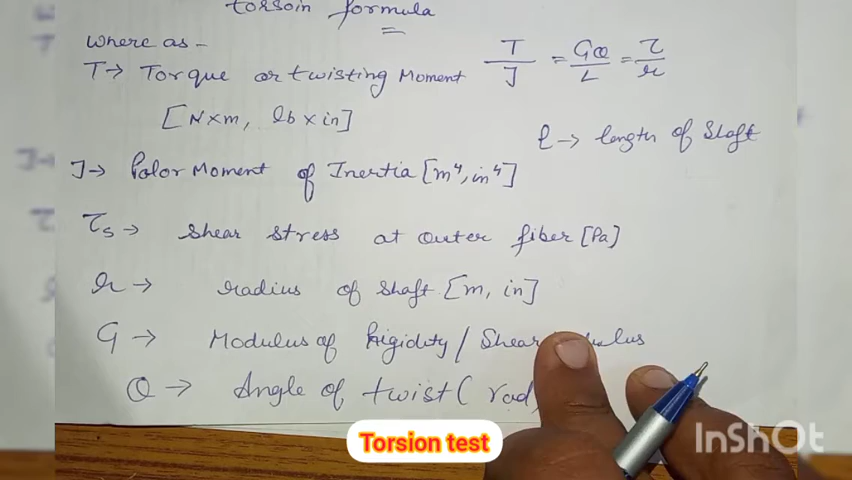 torsoin formula
where as -
T → Torque or twisting Moment
T/J = Gθ/L = τ/r
[N×m, lb×in]
l → length of Shaft
J → Polar Moment of Inertia [m⁴, in⁴]
τs → shear stress at outer fiber [Pa]
r → radius of shaft [m, in]
G → Modulus of Rigidity / Shear
θ → Angle of twist ( rad
Torsion test
InShOt